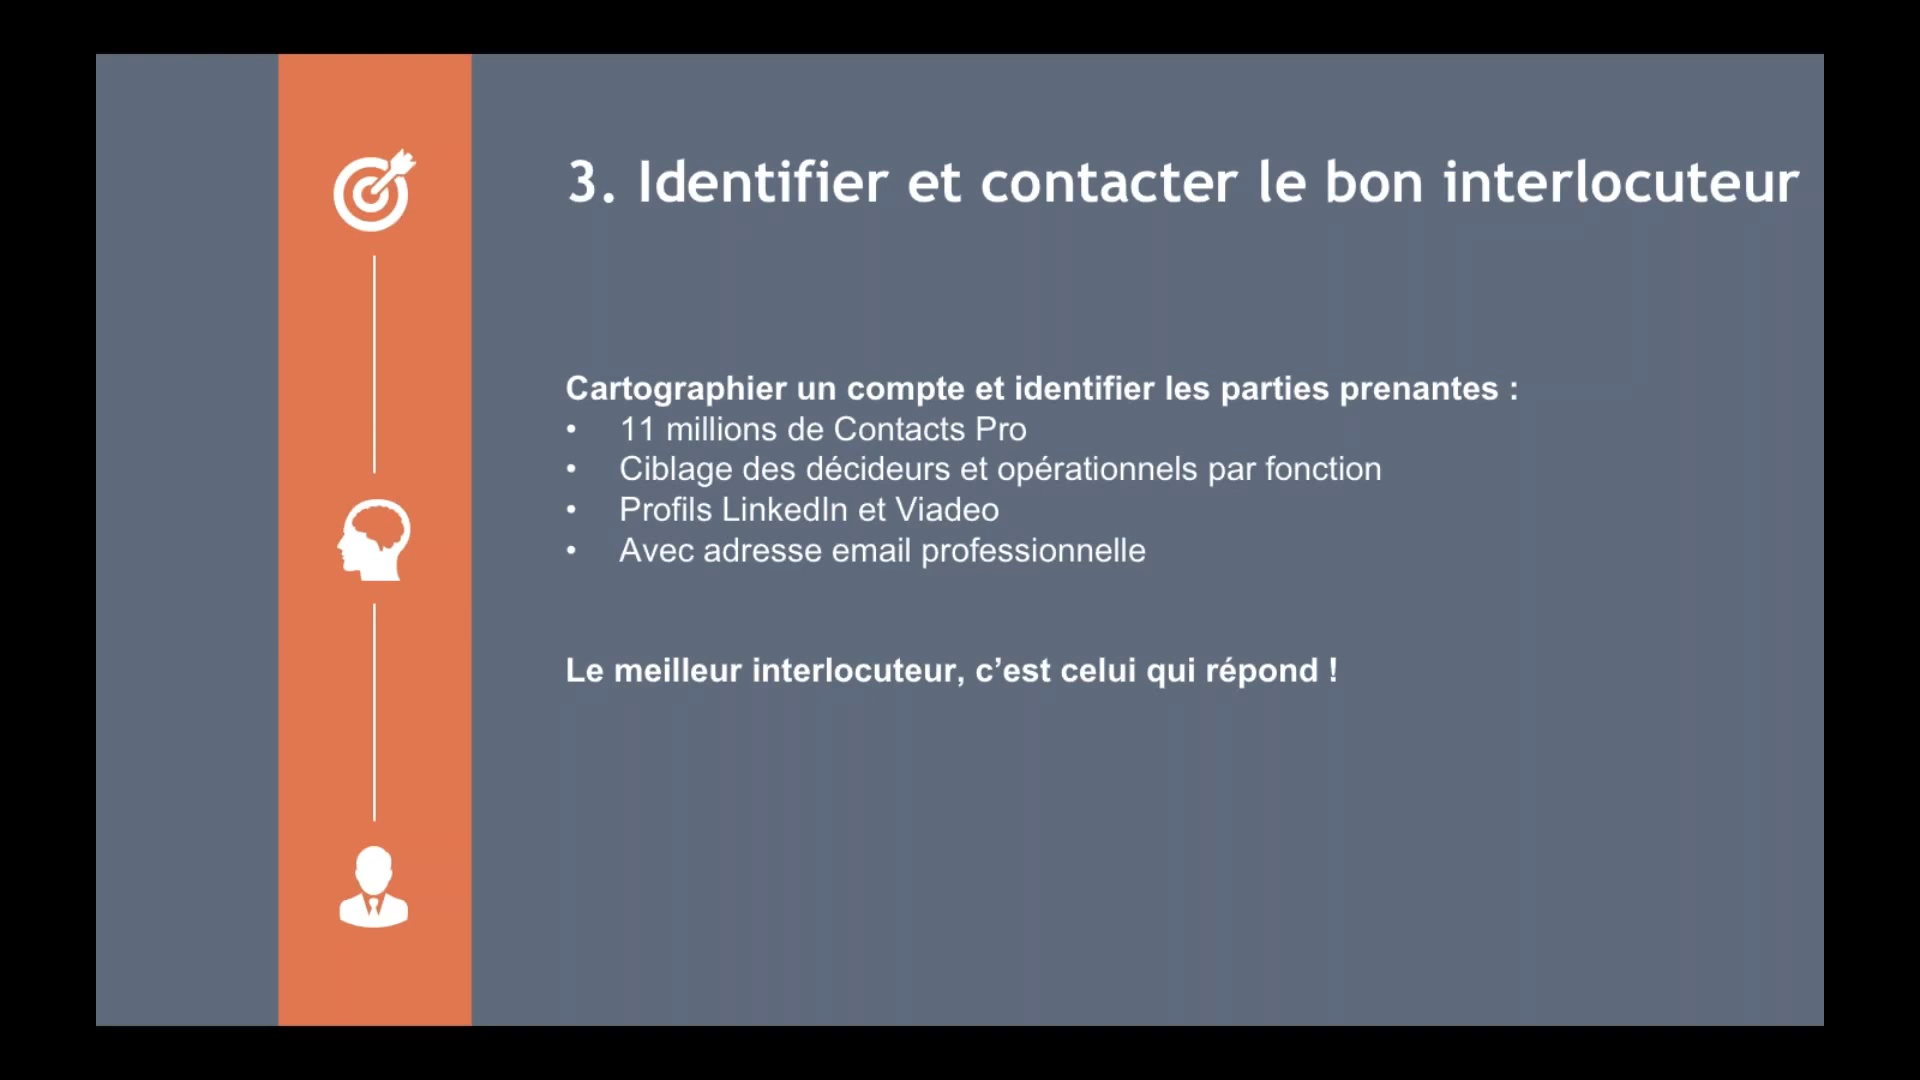 3. Identifier et contacter le bon interlocuteur
Cartographier un compte et identifier les parties prenantes :
• 11 millions de Contacts Pro
• Ciblage des décideurs et opérationnels par fonction
• Profils LinkedIn et Viadeo
• Avec adresse email professionnelle
Le meilleur interlocuteur, c’est celui qui répond !